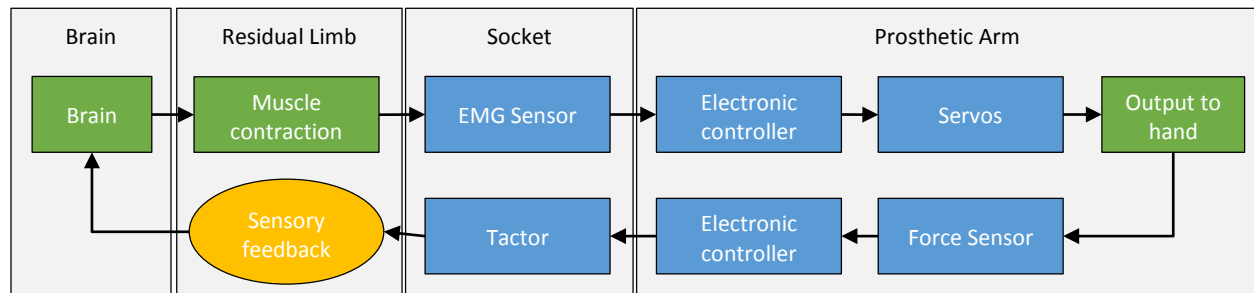 Brain
Residual Limb
Socket
Prosthetic Arm
Brain
Muscle
contraction
EMG Sensor
Electronic
controller
Servos
Output to
hand
Sensory
feedback
Tactor
Electronic
controller
Force Sensor